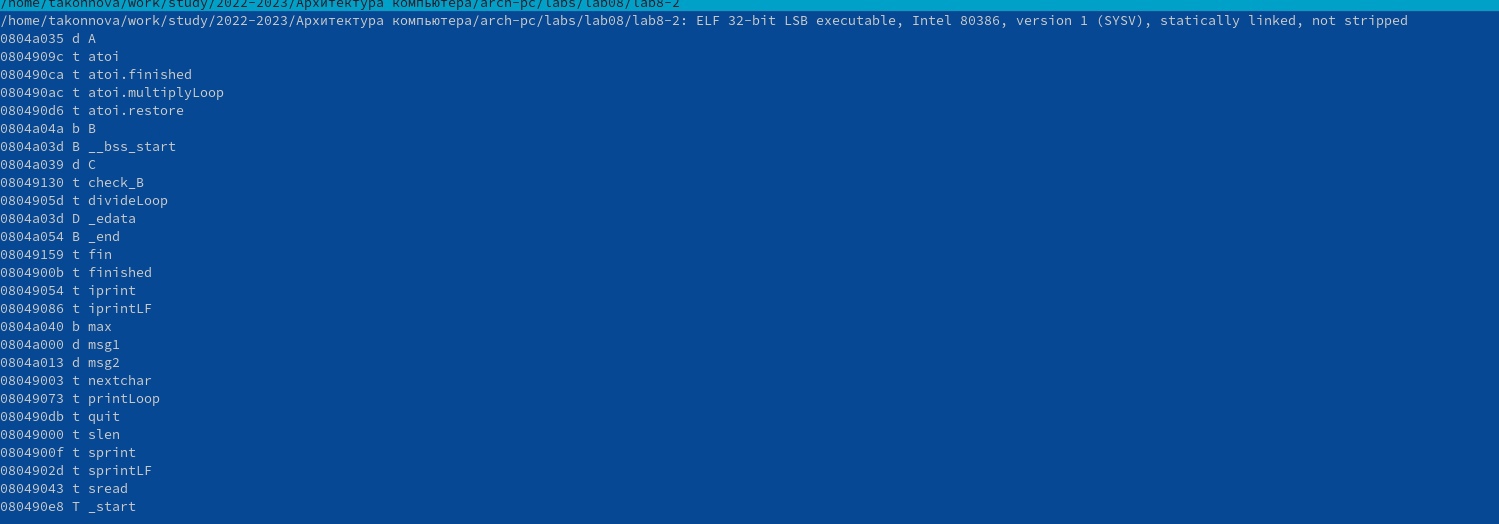 /home/takonnova/work/study/2022-2023/Архитектура компьютера/arch-pc/labs/lab08/lab8-2
/home/takonnova/work/study/2022-2023/Архитектура компьютера/arch-pc/labs/lab08/lab8-2: ELF 32-bit LSB executable, Intel 80386, version 1 (SYSV), statically linked, not stripped
0804a035 d A
0804909c t atoi
080490ca t atoi.finished
080490ac t atoi.multiplyLoop
080490d6 t atoi.restore
0804a04a b B
0804a03d B __bss_start
0804a039 d C
08049130 t check_B
0804905d t divideLoop
0804a03d D _edata
0804a054 B _end
08049159 t fin
0804900b t finished
08049054 t iprint
08049086 t iprintLF
0804a040 b max
0804a000 d msg1
0804a013 d msg2
08049003 t nextchar
08049073 t printLoop
080490db t quit
08049000 t slen
0804900f t sprint
0804902d t sprintLF
08049043 t sread
080490e8 T _start